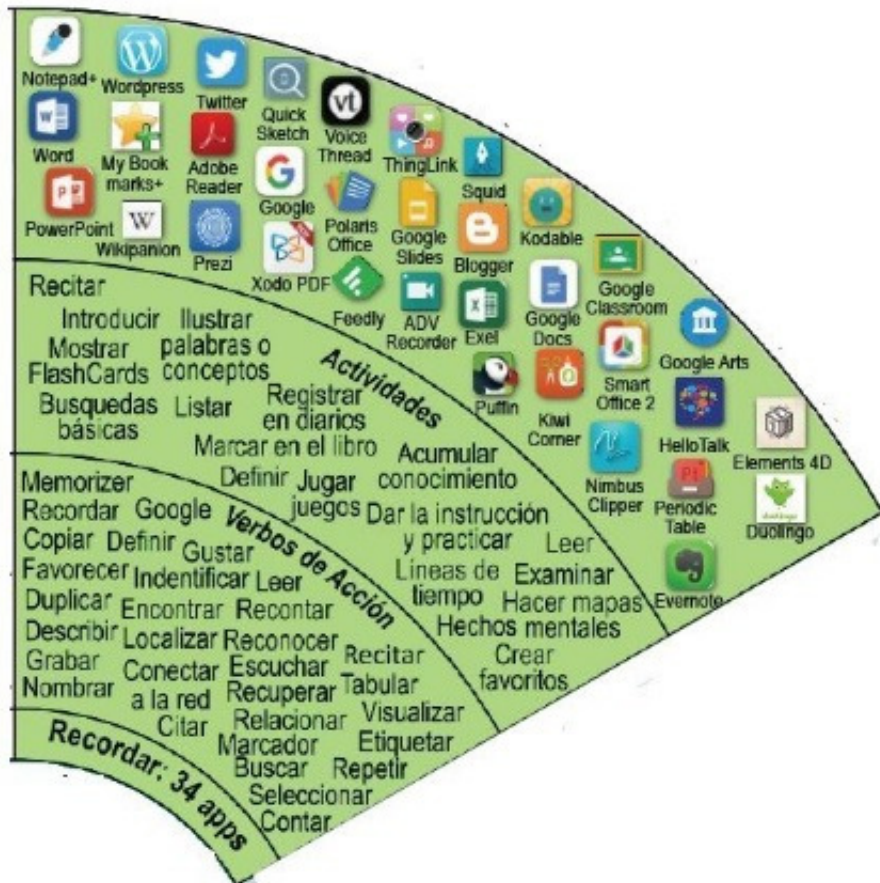 Notepad+
Wordpress
Twitter
Quick
Sketch
Voice
Thread
ThingLink
Squid
Kodable
Google
Classroom
Google Arts
Elements 4D
Word
My Book
marks+
Adobe
Reader
Google
Polaris
Office
Google
Slides
Blogger
Google
Docs
Smart
Office 2
HelloTalk
Duolingo
PowerPoint
Wikipanion
Prezi
Xodo PDF
Feedly
ADV
Recorder
Exel
Puffin
Kiwi
Corner
Nimbus
Clipper
Periodic
Table
Evernote
Actividades
Recitar
Introducir
Ilustrar
palabras o
conceptos
Mostrar
FlashCards
Busquedas
básicas
Listar
Registrar
en diarios
Marcar en el libro
Definir
Jugar
juegos
Acumular
conocimiento
Dar la instrucción
y practicar
Leer
Líneas de
tiempo
Examinar
Hacer mapas
mentales
Hechos
Crear
favoritos
Verbos de Acción
Memorizer
Recordar
Google
Copiar
Definir
Gustar
Favorecer
Indentificar
Leer
Duplicar
Encontrar
Recontar
Describir
Localizar
Reconocer
Grabar
Conectar
a la red
Escuchar
Recitar
Nombrar
Recuperar
Tabular
Citar
Relacionar
Visualizar
Marcador
Etiquetar
Buscar
Repetir
Seleccionar
Contar
Recordar: 34 apps